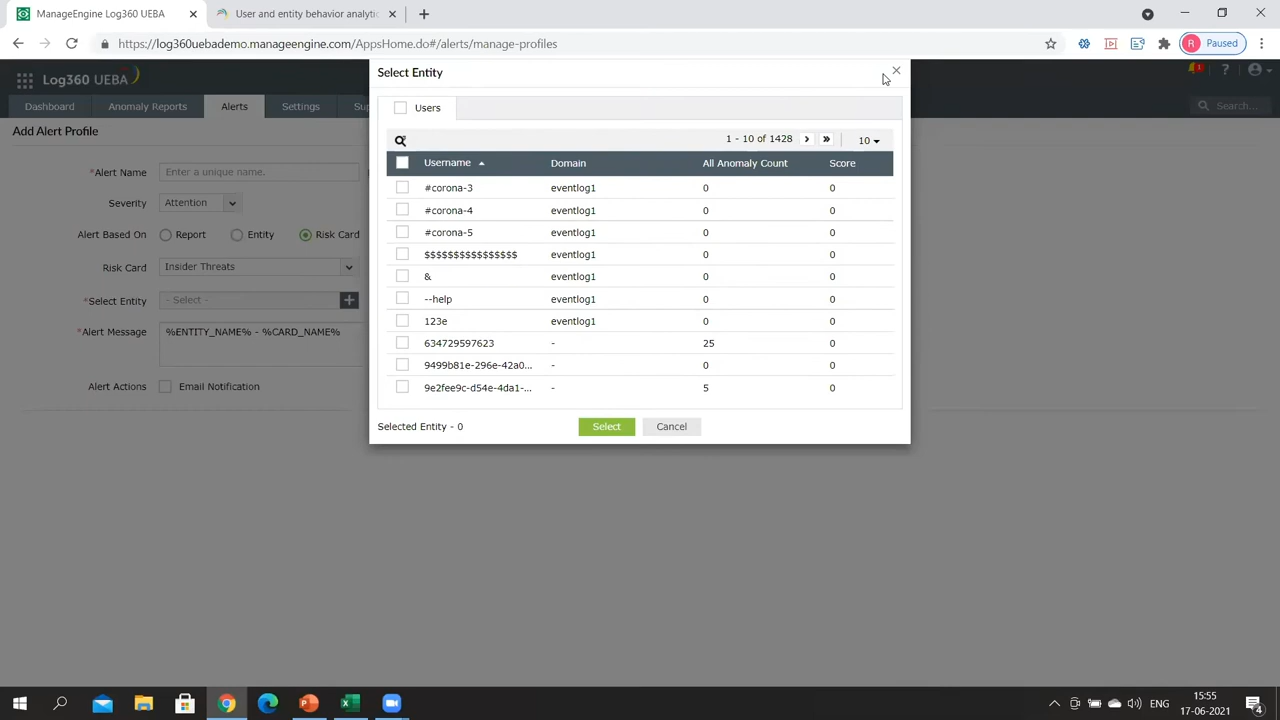 ManageEngine Log360 UEBA
User and entity behavior analytic
https://log360uebademo.manageengine.com/AppsHome.do#/alerts/manage-profiles
R Paused
Log360 UEBA
1
?
Dashboard Anomaly Reports Alerts Settings
Search...
Add Alert Profile
*Alert Name Enter a unique name.
Severity Attention
Alert Based On Report Entity Risk Card
Risk Card Insider Threats
*Select Entity - Select -
*Alert Message %ENTITY_NAME% - %CARD_NAME%
Alert Actions Email Notification
Select Entity
Users
1 - 10 of 1428 10
Username Domain All Anomaly Count Score
#corona-3 eventlog1 0 0
#corona-4 eventlog1 0 0
#corona-5 eventlog1 0 0
$$$$$$$$$$$$$$$$ eventlog1 0 0
& eventlog1 0 0
--help eventlog1 0 0
123e eventlog1 0 0
634729597623 - 25 0
9499b81e-296e-42a0... - 0 0
9e2fee9c-d54e-4da1-... - 5 0
Selected Entity - 0 Select Cancel
ENG
15:55
17-06-2021
4